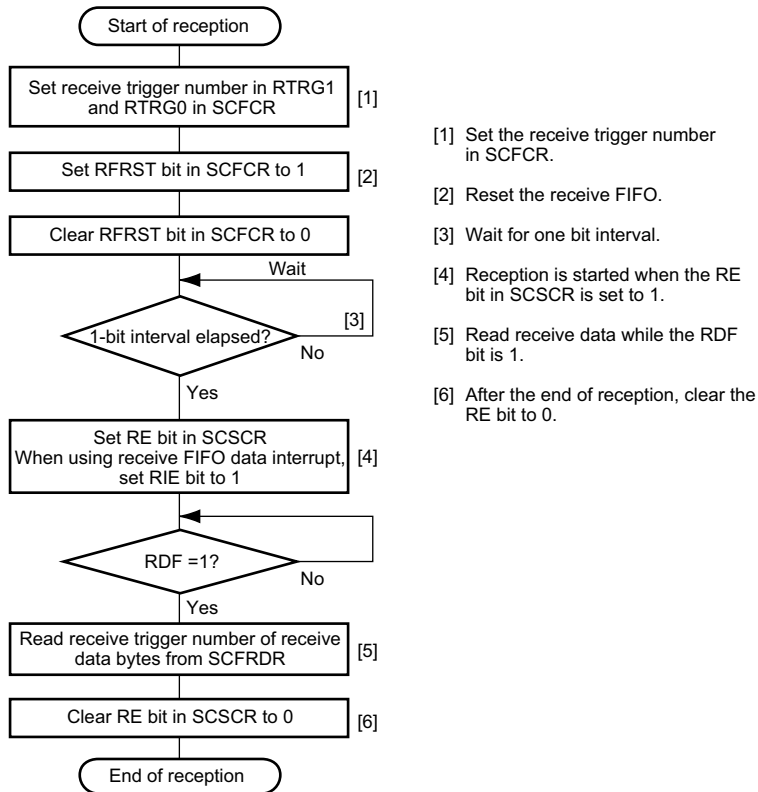 Start of reception
Set receive trigger number in RTRG1
and RTRG0 in SCFCR
[1]
Set RFRST bit in SCFCR to 1
[2]
Clear RFRST bit in SCFCR to 0
Wait
1-bit interval elapsed?
[3]
No
Yes
Set RE bit in SCSCR
When using receive FIFO data interrupt,
set RIE bit to 1
[4]
RDF =1?
No
Yes
Read receive trigger number of receive
data bytes from SCFRDR
[5]
Clear RE bit in SCSCR to 0
[6]
End of reception
[1] Set the receive trigger number
in SCFCR.
[2] Reset the receive FIFO.
[3] Wait for one bit interval.
[4] Reception is started when the RE
bit in SCSCR is set to 1.
[5] Read receive data while the RDF
bit is 1.
[6] After the end of reception, clear the
RE bit to 0.